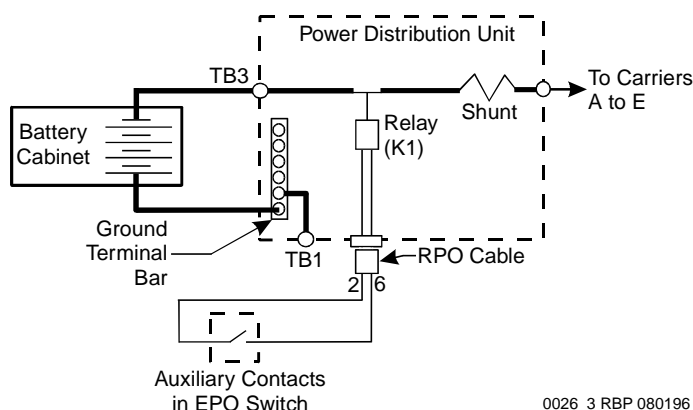 Power Distribution Unit
TB3
To Carriers
A to E
Shunt
Battery
Cabinet
Relay
(K1)
Ground
Terminal
Bar
TB1
RPO Cable
2 6
Auxiliary Contacts
in EPO Switch
0026 3 RBP 080196